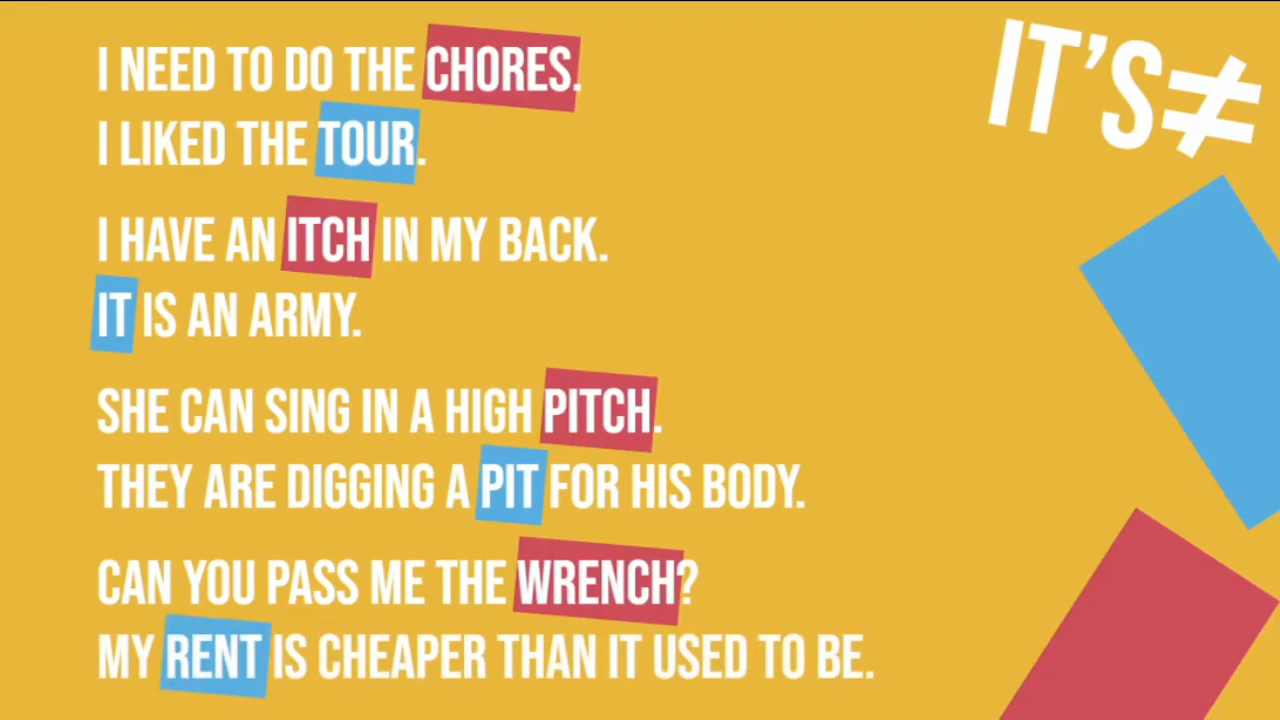 I NEED TO DO THE CHORES.
I LIKED THE TOUR.
I HAVE AN ITCH IN MY BACK.
IT IS AN ARMY.
SHE CAN SING IN A HIGH PITCH.
THEY ARE DIGGING A PIT FOR HIS BODY.
CAN YOU PASS ME THE WRENCH?
MY RENT IS CHEAPER THAN IT USED TO BE.
IT'S≠